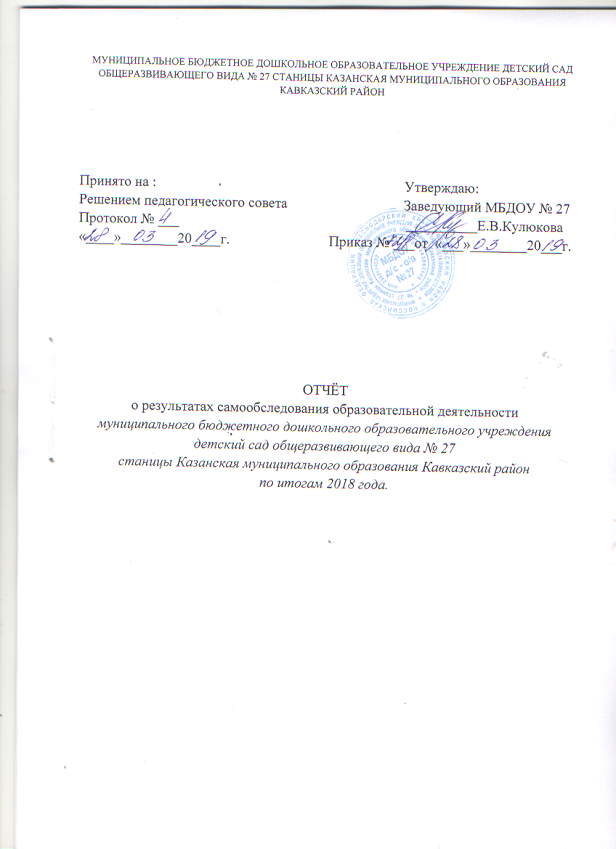 МУНИЦИПАЛЬНОЕ БЮДЖЕТНОЕ ДОШКОЛЬНОЕ ОБРАЗОВАТЕЛЬНОЕ УЧРЕЖДЕНИЕ ДЕТСКИЙ САД
ОБЩЕРАЗВИВАЮЩЕГО ВИДА № 27 СТАНИЦЫ КАЗАНСКАЯ МУНИЦИПАЛЬНОГО ОБРАЗОВАНИЯ
КАВКАЗСКИЙ РАЙОН
Принято на :
Решением педагогического совета
Протокол № 4
«28» 03 2019 г.
Утверждаю:
Заведующий МБДОУ № 27
Е.В.Кулюкова
Приказ № от «28» 03 2019г.
МБДОУ
д/с - о/в
№27
ОТЧЁТ
о результатах самообследования образовательной деятельности
муниципального бюджетного дошкольного образовательного учреждения
детский сад общеразвивающего вида № 27
станицы Казанская муниципального образования Кавказский район
по итогам 2018 года.